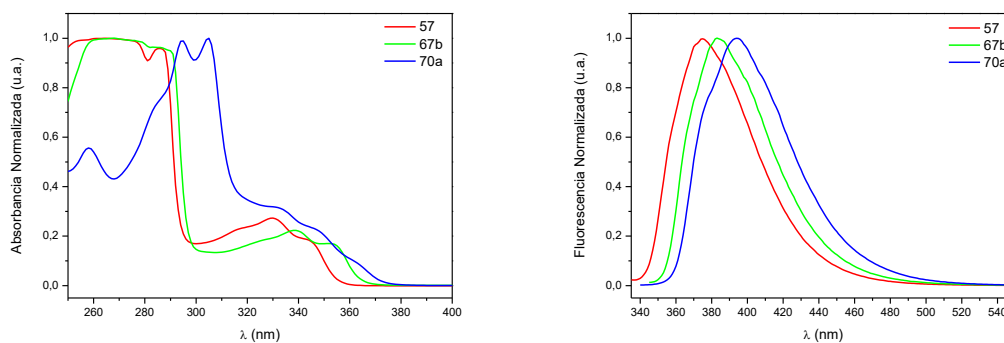 57
67b
70a
1,0
0,8
0,6
0,4
0,2
0,0
Absorbancia Normalizada (u.a.)
260 280 300 320 340 360 380 400
λ (nm)
57
67b
70a
1,0
0,8
0,6
0,4
0,2
0,0
Fluorescencia Normalizada (u.a.)
340 360 380 400 420 440 460 480 500 520 540
λ (nm)